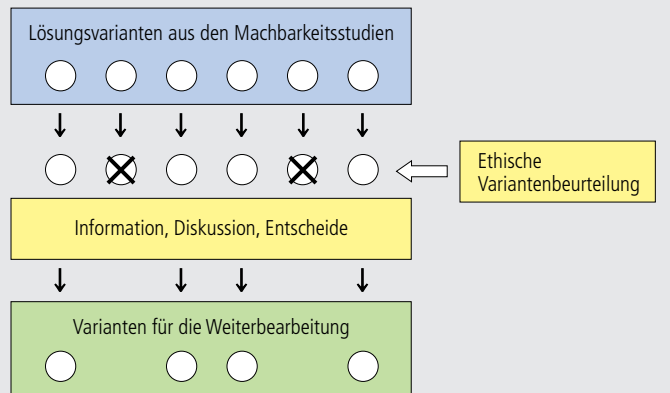 Lösungsvarianten aus den Machbarkeitsstudien
Ethische
Variantenbeurteilung
Information, Diskussion, Entscheide
Varianten für die Weiterbearbeitung